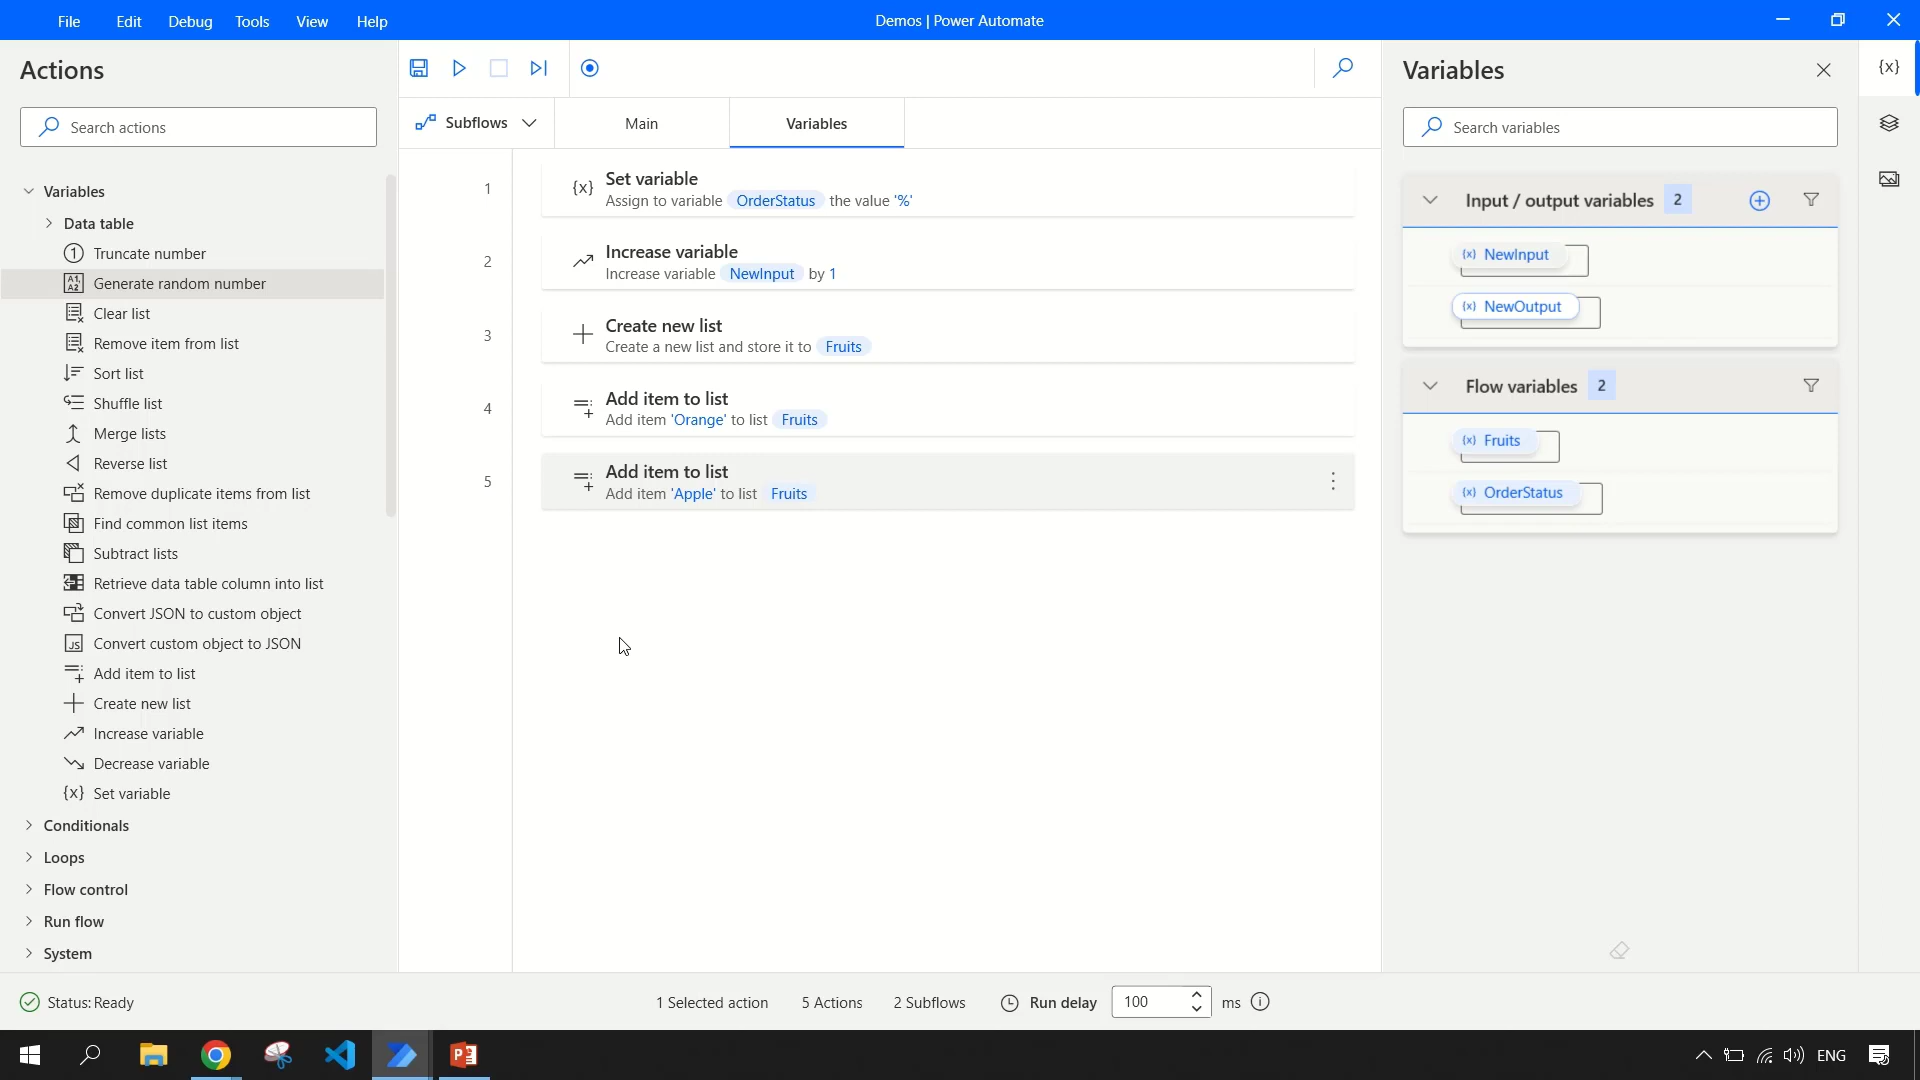 File Edit Debug Tools View Help
Demos | Power Automate
Actions
Search actions
Variables
Data table
Truncate number
Generate random number
Clear list
Remove item from list
Sort list
Shuffle list
Merge lists
Reverse list
Remove duplicate items from list
Find common list items
Subtract lists
Retrieve data table column into list
Convert JSON to custom object
Convert custom object to JSON
Add item to list
Create new list
Increase variable
Decrease variable
{x} Set variable
Conditionals
Loops
Flow control
Run flow
System
Subflows
Main
Variables
1
{x} Set variable
Assign to variable OrderStatus the value '%'
2
Increase variable
Increase variable NewInput by 1
3
Create new list
Create a new list and store it to Fruits
4
Add item to list
Add item 'Orange' to list Fruits
5
Add item to list
Add item 'Apple' to list Fruits
Variables
{x}
Search variables
Input / output variables 2
(x) NewInput
(x) NewOutput
Flow variables 2
(x) Fruits
(x) OrderStatus
Status: Ready
1 Selected action
5 Actions
2 Subflows
Run delay 100 ms
ENG